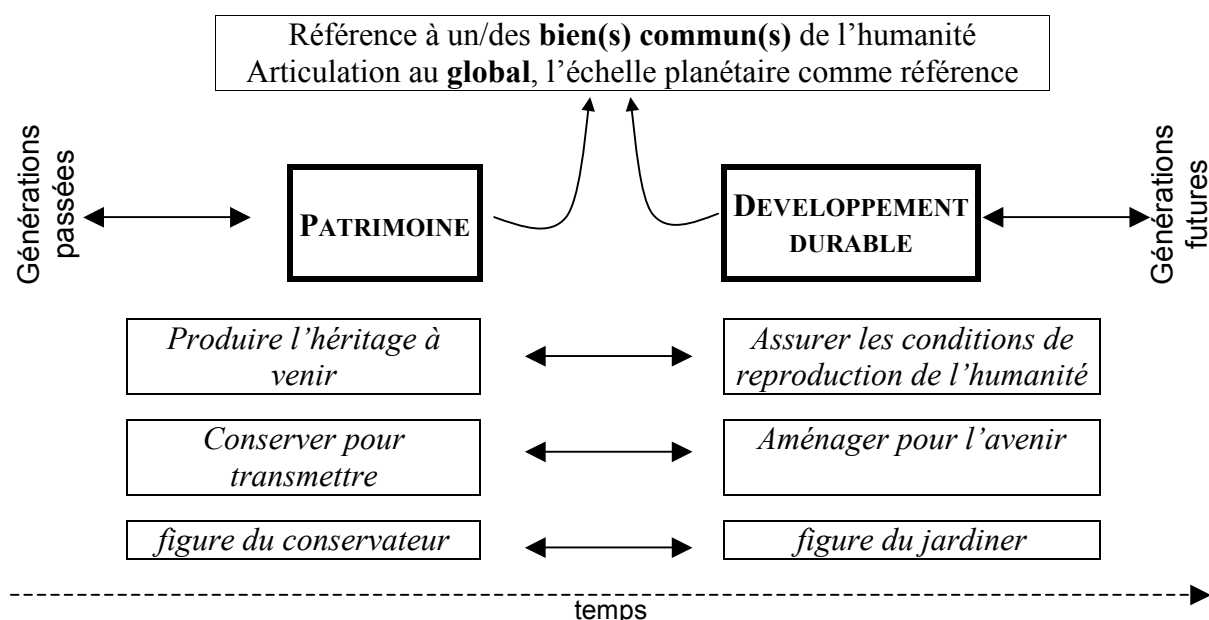 Référence à un/des bien(s) commun(s) de l’humanité
Articulation au global, l’échelle planétaire comme référence
Générations
passées
PATRIMOINE
DEVELOPPEMENT
DURABLE
Générations
futures
Produire l’héritage à
venir
Assurer les conditions de
reproduction de l’humanité
Conserver pour
transmettre
Aménager pour l’avenir
figure du conservateur
figure du jardiner
temps